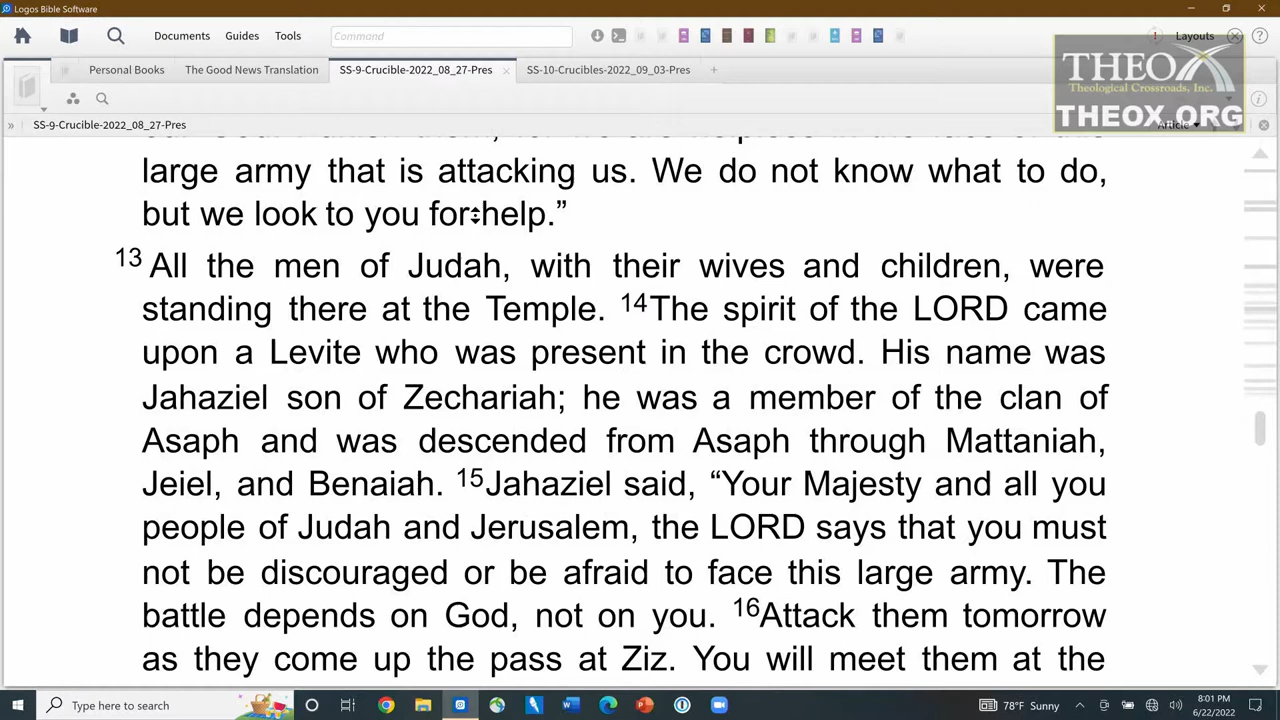 Logos Bible Software
Documents Guides Tools Command Layouts
THEOX
Theological Crossroads, Inc.
THEOX.ORG
Personal Books The Good News Translation SS-9-Crucible-2022_08_27-Pres SS-10-Crucibles-2022_09_03-Pres
SS-9-Crucible-2022_08_27-Pres Article
large army that is attacking us. We do not know what to do,
but we look to you for help.”
13 All the men of Judah, with their wives and children, were
standing there at the Temple. 14 The spirit of the LORD came
upon a Levite who was present in the crowd. His name was
Jahaziel son of Zechariah; he was a member of the clan of
Asaph and was descended from Asaph through Mattaniah,
Jeiel, and Benaiah. 15 Jahaziel said, “Your Majesty and all you
people of Judah and Jerusalem, the LORD says that you must
not be discouraged or be afraid to face this large army. The
battle depends on God, not on you. 16 Attack them tomorrow
as they come up the pass at Ziz. You will meet them at the
Type here to search
78°F Sunny
8:01 PM
6/22/2022